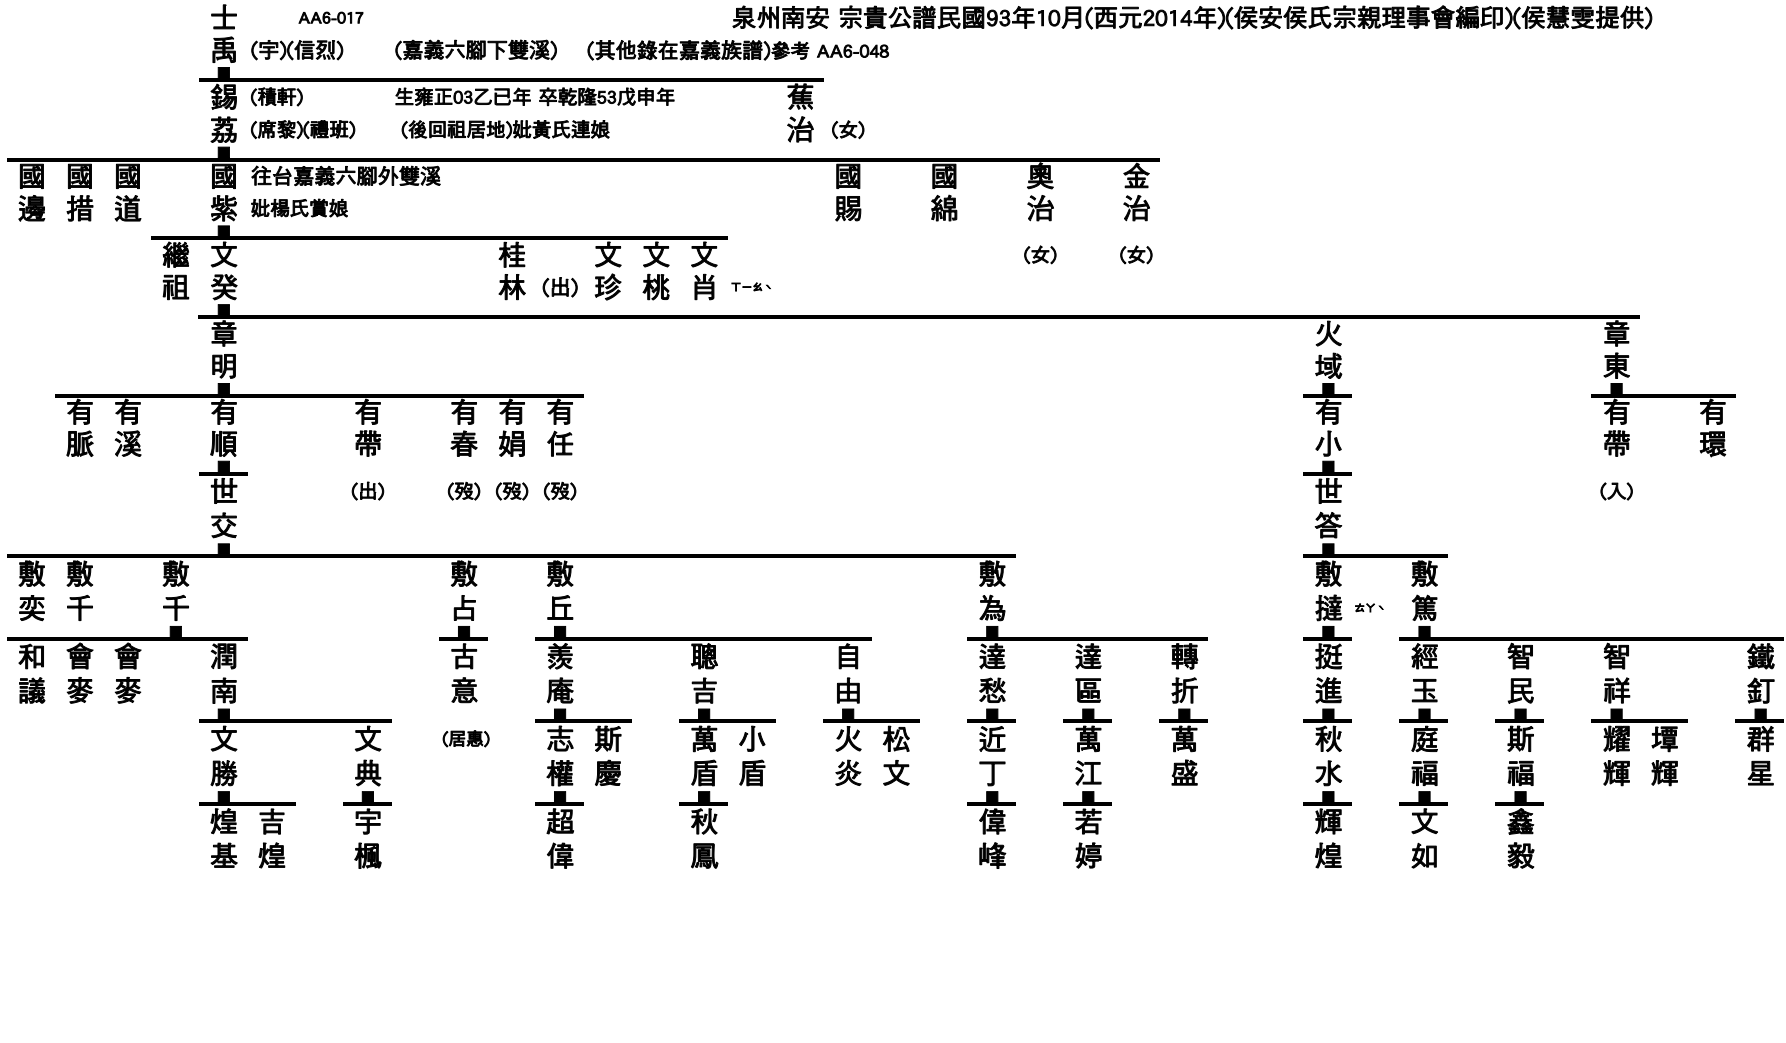 士禹 AA6-017 泉州南安 宗貴公譜民國93年10月(西元2014年)(侯安侯氏宗親理事會編印)(侯慧雯提供)
(宇)(信烈) (嘉義六腳下雙溪) (其他錄在嘉義族譜)參考 AA6-048
錫荔 (積軒) 生雍正03乙己年 卒乾隆53戊申年 蕉治
(席黎)(禮班) (後回祖居地)妣黃氏連娘 (女)
國邊 國措 國道 國紫 往台嘉義六腳外雙溪 國賜 國綿 奧治 金治
妣楊氏賞娘
(女) (女)
繼祖 文癸 桂林 (出) 文珍 文桃 文肖 ㄒㄧㄠˋ
章明 火域 章東
有脈 有溪 有順 有帶 有春 有娟 有任 有小 有帶 有環
(出) (歿) (歿) (歿) (入)
世交 世答
敷奕 敷千 敷千 敷占 敷丘 敷為 敷撻 ㄊㄚˋ 敷篤
和議 會麥 會麥 潤南 古意 羨庵 聰吉 自由 達愁 達區 轉折 挺進 經玉 智民 智祥 鐵釘
文勝 文典 (居惠) 志權 斯慶 萬盾 小盾 火炎 松文 近丁 萬江 萬盛 秋水 庭福 斯福 耀輝 墰輝 群星
煌基 吉煌 宇楓 超偉 秋鳳 偉峰 若婷 輝煌 文如 鑫毅